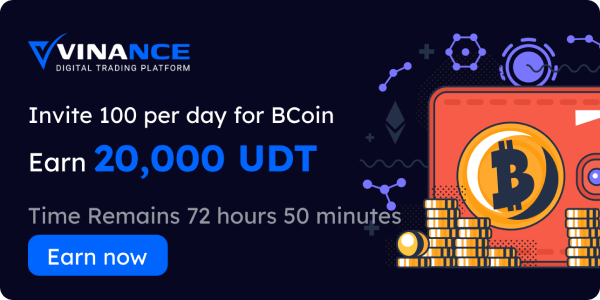 VINANCE
DIGITAL TRADING PLATFORM
Invite 100 per day for BCoin
Earn 20,000 UDT
Time Remains 72 hours 50 minutes
Earn now